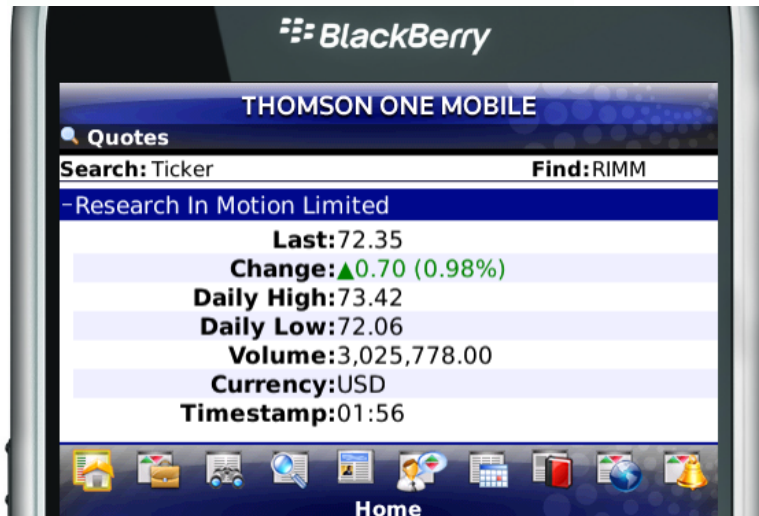 BlackBerry
THOMSON ONE MOBILE
Quotes
Search: Ticker Find:RIMM
−Research In Motion Limited
Last:72.35
Change:▲0.70 (0.98%)
Daily High:73.42
Daily Low:72.06
Volume:3,025,778.00
Currency:USD
Timestamp:01:56
Home